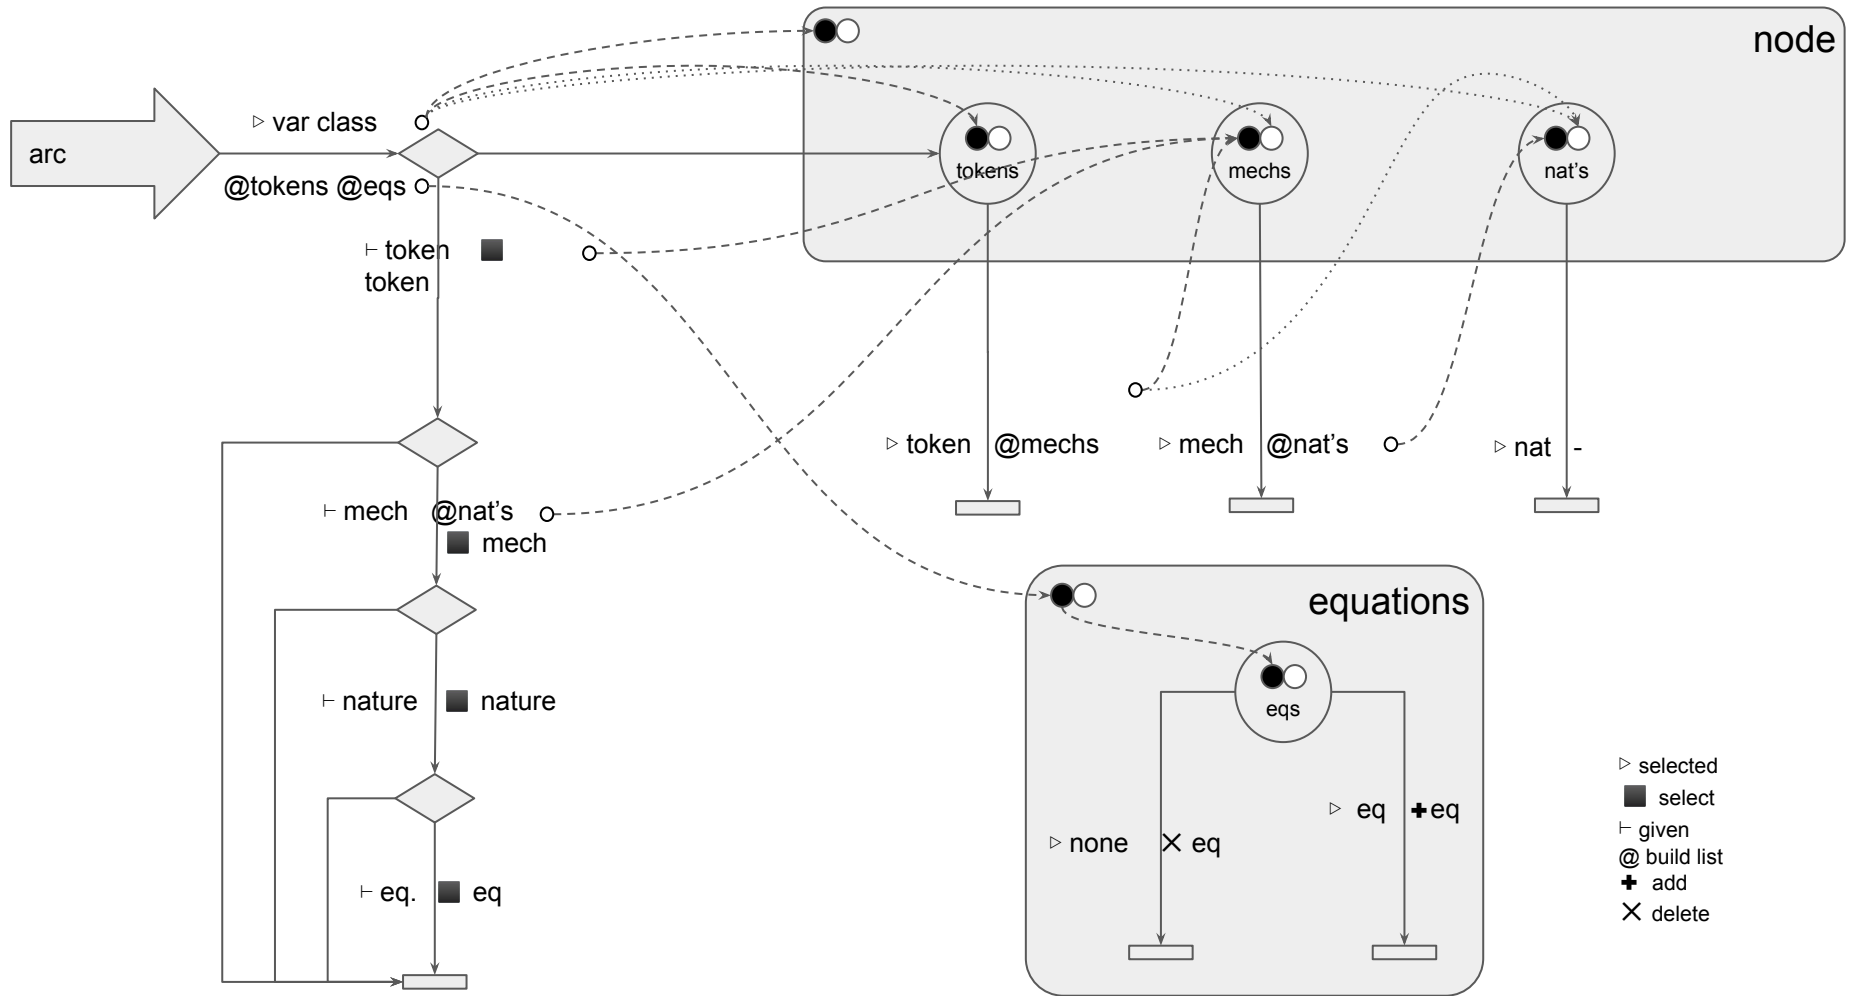 node
arc
▷ var class
@tokens @eqs
tokens
mechs
nat's
⊢ token ■
token
▷ token @mechs
▷ mech @nat's
▷ nat -
⊢ mech @nat's
■ mech
equations
⊢ nature ■ nature
eqs
▷ none ✕ eq
▷ eq ✚eq
⊢ eq. ■ eq
▷ selected
■ select
⊢ given
@ build list
✚ add
✕ delete